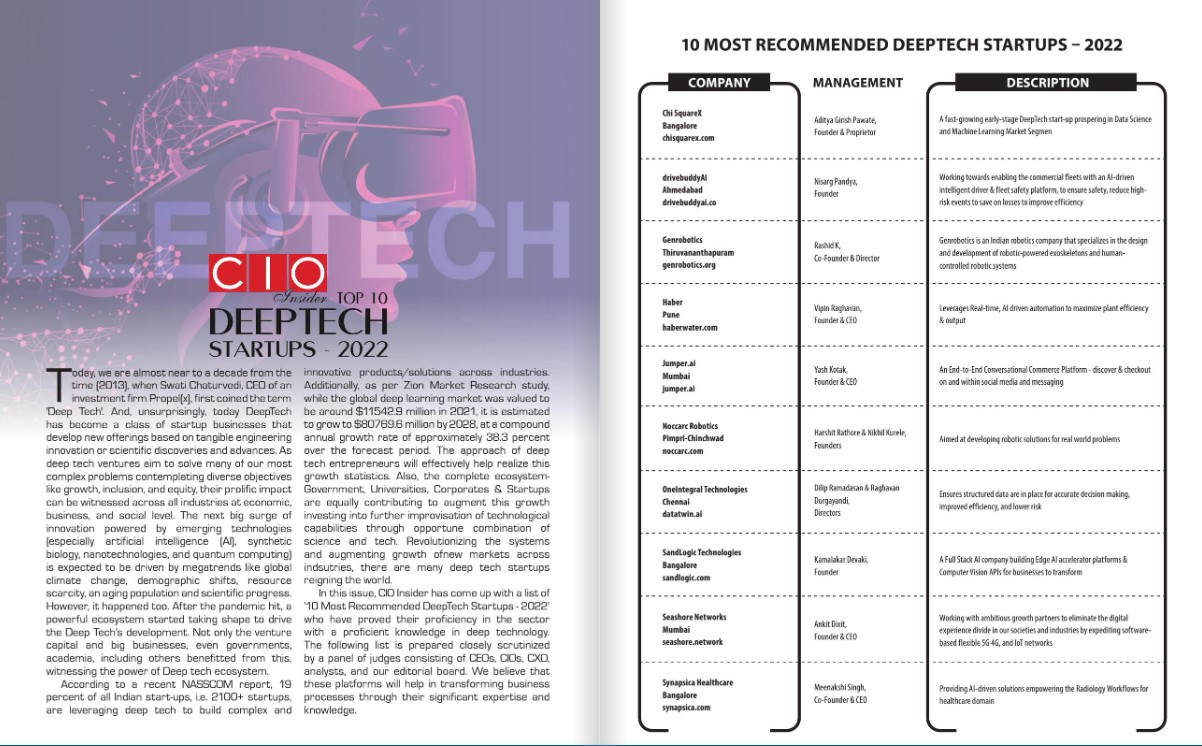 DEEPTECH
CIO
Insider TOP 10
DEEPTECH
STARTUPS - 2022
Today, we are almost near to a decade from the
time (2013), when Swati Chaturvedi, CEO of an
investment firm Propel(x), first coined the term
'Deep Tech'. And, unsurprisingly, today DeepTech
has become a class of startup businesses that
develop new offerings based on tangible engineering
innovation or scientific discoveries and advances. As
deep tech ventures aim to solve many of our most
complex problems contemplating diverse objectives
like growth, inclusion, and equity, their prolific impact
can be witnessed across all industries at economic,
business, and social level. The next big surge of
innovation powered by emerging technologies
(especially artificial intelligence (AI), synthetic
biology, nanotechnologies, and quantum computing)
is expected to be driven by megatrends like global
climate change, demographic shifts, resource
scarcity, an aging population and scientific progress.
However, it happened too. After the pandemic hit, a
powerful ecosystem started taking shape to drive
the Deep Tech's development. Not only the venture
capital and big businesses, even governments,
academia, including others benefitted from this,
witnessing the power of Deep tech ecosystem.
According to a recent NASSCOM report, 19
percent of all Indian start-ups, i.e. 2100+ startups,
are leveraging deep tech to build complex and
innovative products/solutions across industries.
Additionally, as per Zion Market Research study,
while the global deep learning market was valued to
be around $11542.9 million in 2021, it is estimated
to grow to $80769.6 million by 2028, at a compound
annual growth rate of approximately 38.3 percent
over the forecast period. The approach of deep
tech entrepreneurs will effectively help realize this
growth statistics. Also, the complete ecosystem-
Government, Universities, Corporates & Startups
are equally contributing to augment this growth
investing into further improvisation of technological
capabilities through opportune combination of
science and tech. Revolutionizing the systems
and augmenting growth ofnew markets across
indsutries, there are many deep tech startups
reigning the world.
In this issue, CIO Insider has come up with a list of
'10 Most Recommended DeepTech Startups - 2022'
who have proved their proficiency in the sector
with a proficient knowledge in deep technology.
The following list is prepared closely scrutinized
by a panel of judges consisting of CEOs, CIOs, CXO,
analysts, and our editorial board. We believe that
these platforms will help in transforming business
processes through their significant expertise and
knowledge.
10 MOST RECOMMENDED DEEPTECH STARTUPS – 2022
COMPANY MANAGEMENT DESCRIPTION
Chi SquareX
Bangalore
chisquarex.com
Aditya Girish Pawate,
Founder & Proprietor
A fast-growing early-stage DeepTech start-up prospering in Data Science
and Machine Learning Market Segmen
drivebuddyAI
Ahmedabad
drivebuddyai.co
Nisarg Pandya,
Founder
Working towards enabling the commercial fleets with an AI-driven
intelligent driver & fleet safety platform, to ensure safety, reduce high-
risk events to save on losses to improve efficiency
Genrobotics
Thiruvananthapuram
genrobotics.org
Rashid K,
Co-Founder & Director
Genrobotics is an Indian robotics company that specializes in the design
and development of robotic-powered exoskeletons and human-
controlled robotic systems
Haber
Pune
haberwater.com
Vipin Raghavan,
Founder & CEO
Leverages Real-time, AI driven automation to maximize plant efficiency
& output
Jumper.ai
Mumbai
jumper.ai
Yash Kotak,
Founder & CEO
An End-to-End Conversational Commerce Platform - discover & checkout
on and within social media and messaging
Noccarc Robotics
Pimpri-Chinchwad
noccarc.com
Harshit Rathore & Nikhil Kurele,
Founders
Aimed at developing robotic solutions for real world problems
OneIntegral Technologies
Chennai
datatwin.ai
Dilip Ramadasan & Raghavan
Durgayandi,
Directors
Ensures structured data are in place for accurate decision making,
improved efficiency, and lower risk
SandLogic Technologies
Bangalore
sandlogic.com
Kamalakar Devaki,
Founder
A Full Stack AI company building Edge AI accelerator platforms &
Computer Vision APIs for businesses to transform
Seashore Networks
Mumbai
seashore.network
Ankit Dixit,
Founder & CEO
Working with ambitious growth partners to eliminate the digital
experience divide in our societies and industries by expediting software-
based flexible 5G 4G, and IoT networks
Synapsica Healthcare
Bangalore
synapsica.com
Meenakshi Singh,
Co-Founder & CEO
Providing AI-driven solutions empowering the Radiology Workflows for
healthcare domain